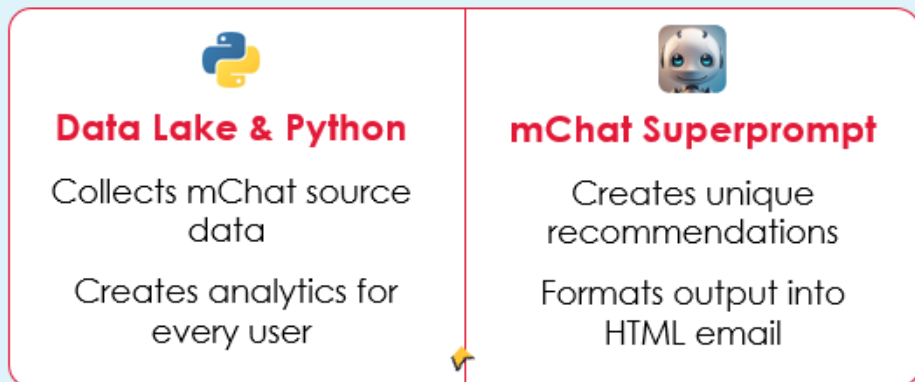 Data Lake & Python
Collects mChat source
data
Creates analytics for
every user
mChat Superprompt
Creates unique
recommendations
Formats output into
HTML email